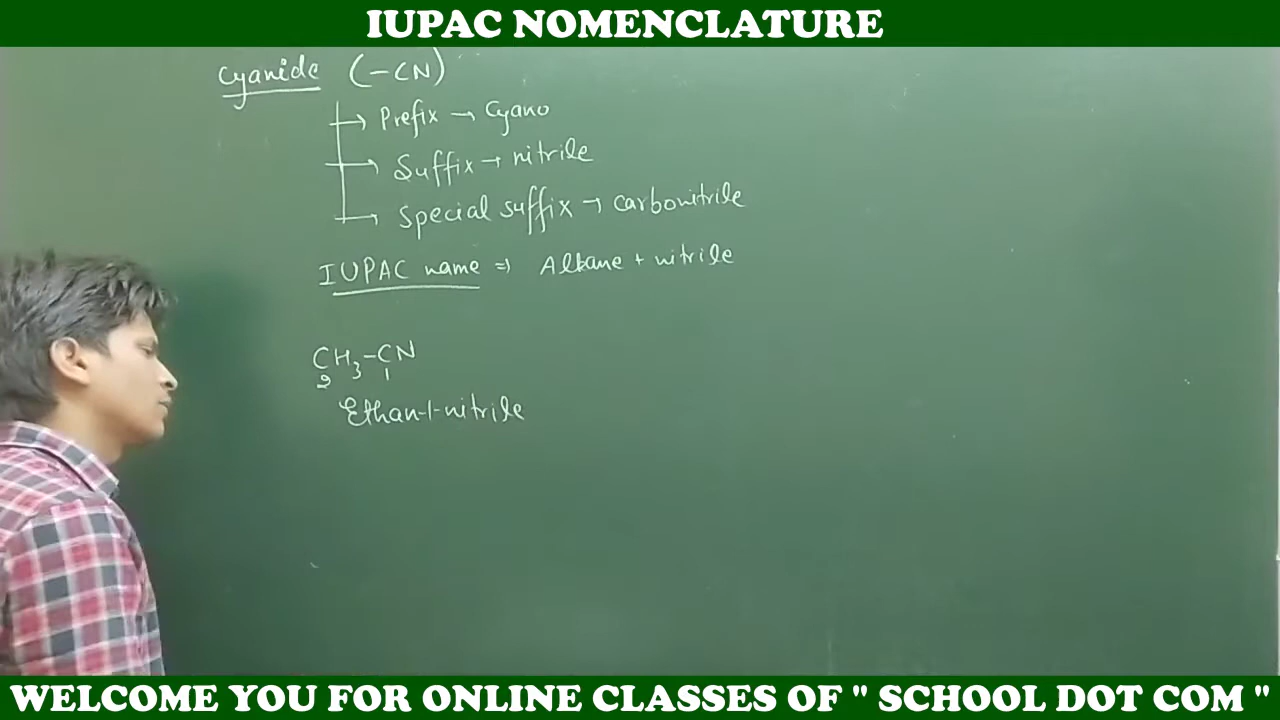 IUPAC NOMENCLATURE
Cyanide (-CN)
→ Prefix → Cyano
→ Suffix → nitrile
→ Special suffix → carbonitrile
IUPAC name ⇒ Alkane + nitrile
CH3-CN
2 1
Ethan-1-nitrile
WELCOME YOU FOR ONLINE CLASSES OF " SCHOOL DOT COM "